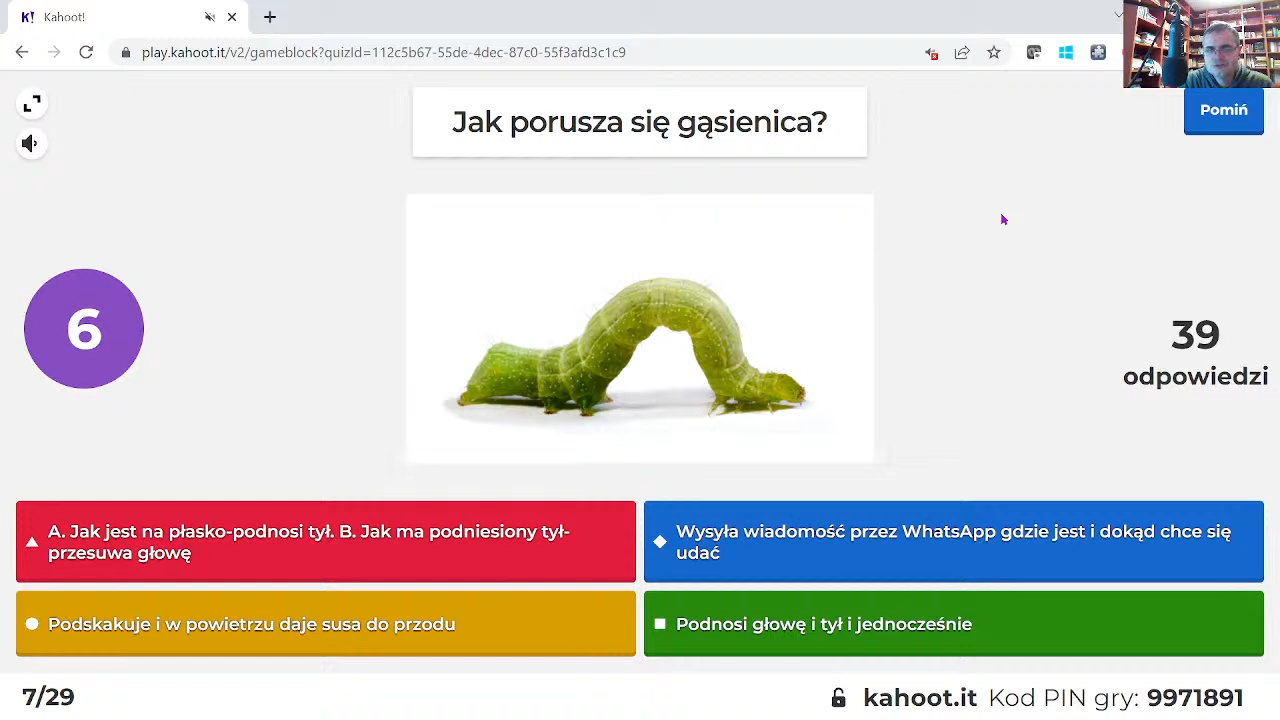 Kahoot!
play.kahoot.it/v2/gameblock?quizId=112c5b67-55de-4dec-87c0-55f3afd3c1c9
Jak porusza się gąsienica?
Pomiń
6
39
odpowiedzi
A. Jak jest na płasko-podnosi tył. B. Jak ma podniesiony tył-
przesuwa głowę
Wysyła wiadomość przez WhatsApp gdzie jest i dokąd chce się
udać
Podskakuje i w powietrzu daje susa do przodu
Podnosi głowę i tył i jednocześnie
7/29
kahoot.it Kod PIN gry: 9971891